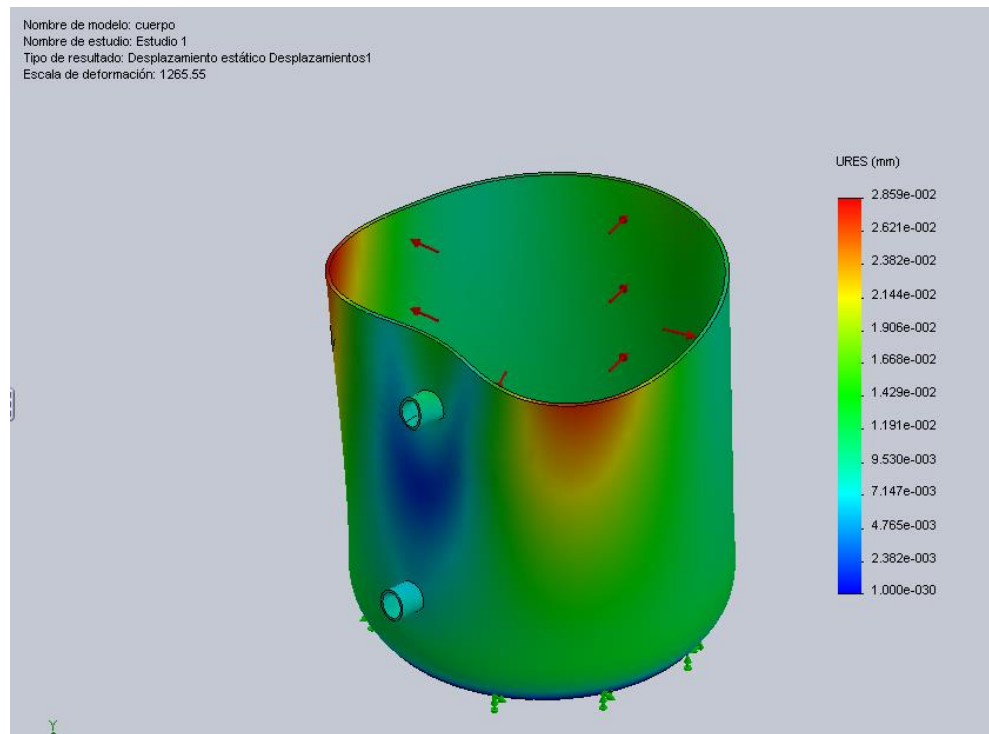 Nombre de modelo: cuerpo
Nombre de estudio: Estudio 1
Tipo de resultado: Desplazamiento estático Desplazamientos1
Escala de deformación: 1265.55
URES (mm)
2.859e-002
2.621e-002
2.382e-002
2.144e-002
1.906e-002
1.668e-002
1.429e-002
1.191e-002
9.530e-003
7.147e-003
4.765e-003
2.382e-003
1.000e-030
Y